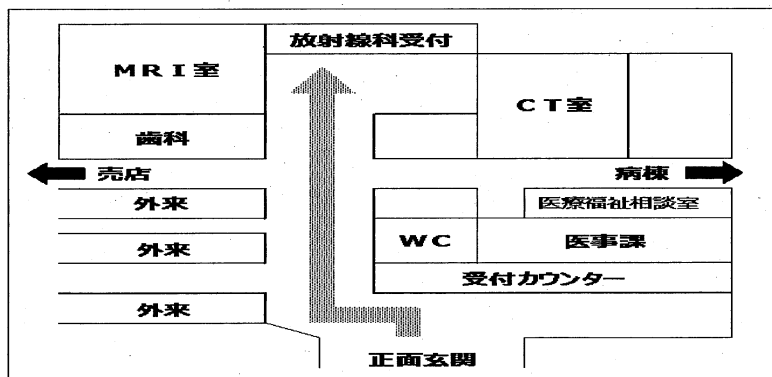 放射線科受付
ＭＲＩ室
ＣＴ室
歯科
売店
病棟
外来
医療福祉相談室
外来
ＷＣ
医事課
受付カウンター
外来
正面玄関